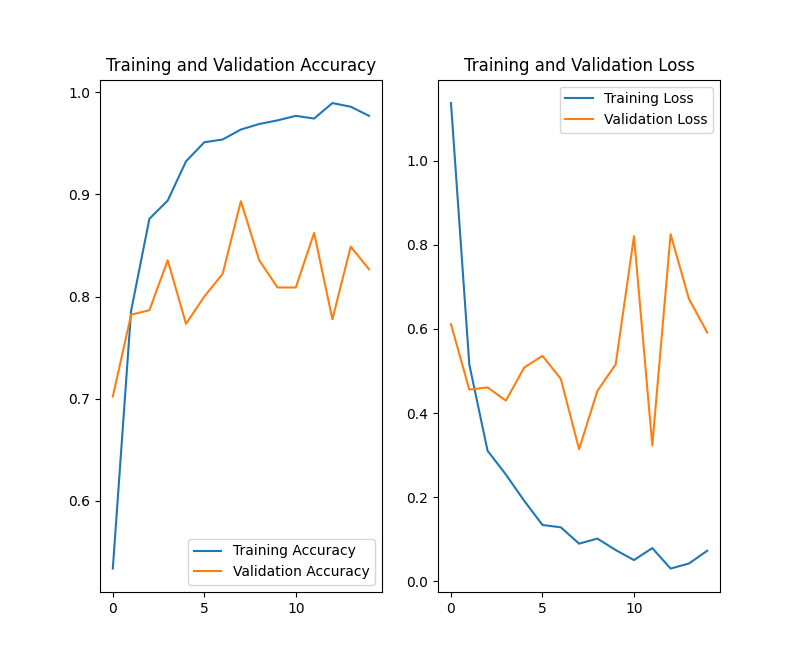 Training and Validation Accuracy
1.0
0.9
0.8
0.7
0.6
0
5
10
Training Accuracy
Validation Accuracy
Training and Validation Loss
1.0
0.8
0.6
0.4
0.2
0.0
0
5
10
Training Loss
Validation Loss